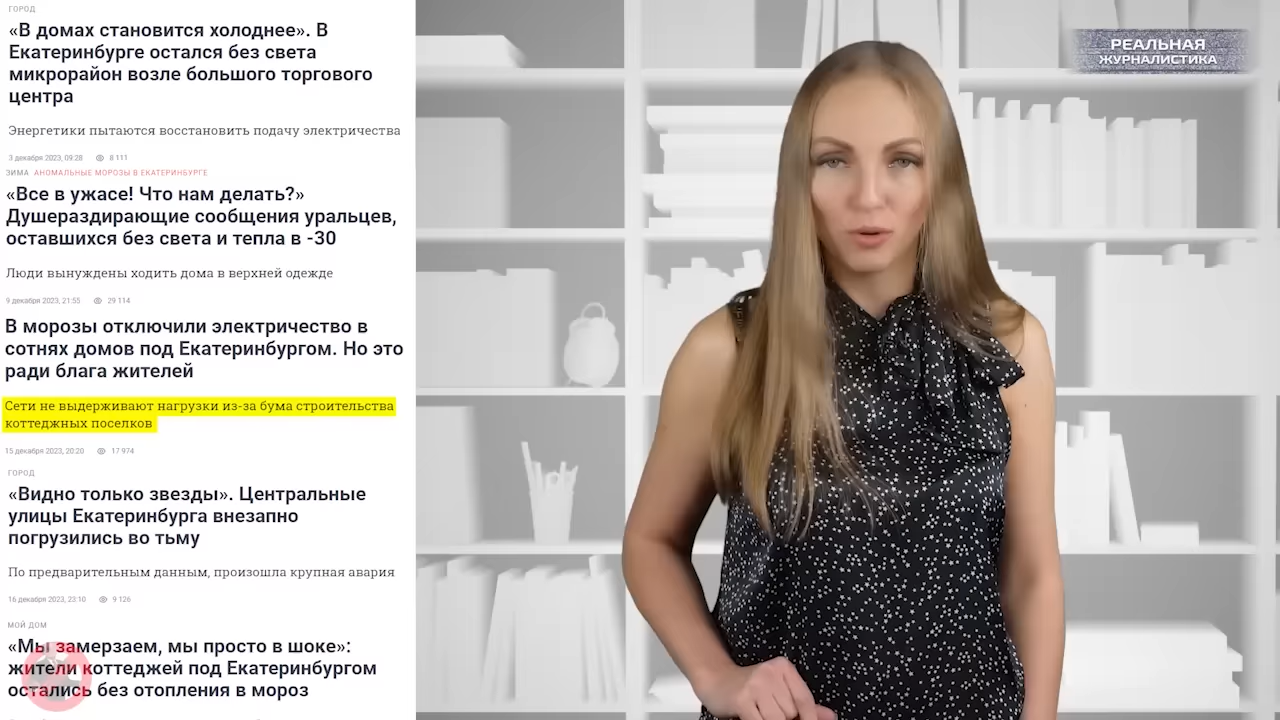 ГОРОД
«В домах становится холоднее». В
Екатеринбурге остался без света
микрорайон возле большого торгового
центра
Энергетики пытаются восстановить подачу электричества
3 декабря 2023, 09:28 8 111
ЗИМА АНОМАЛЬНЫЕ МОРОЗЫ В ЕКАТЕРИНБУРГЕ
«Все в ужасе! Что нам делать?»
Душераздирающие сообщения уральцев,
оставшихся без света и тепла в -30
Люди вынуждены ходить дома в верхней одежде
9 декабря 2023, 21:55 29 114
В морозы отключили электричество в
сотнях домов под Екатеринбургом. Но это
ради блага жителей
Сети не выдерживают нагрузки из-за бума строительства
коттеджных поселков
15 декабря 2023, 20:20 17 974
ГОРОД
«Видно только звезды». Центральные
улицы Екатеринбурга внезапно
погрузились во тьму
По предварительным данным, произошла крупная авария
16 декабря 2023, 23:10 9 126
МОЙ ДОМ
«Мы замерзаем, мы просто в шоке»:
жители коттеджей под Екатеринбургом
остались без отопления в мороз
РЕАЛЬНАЯ
ЖУРНАЛИСТИКА